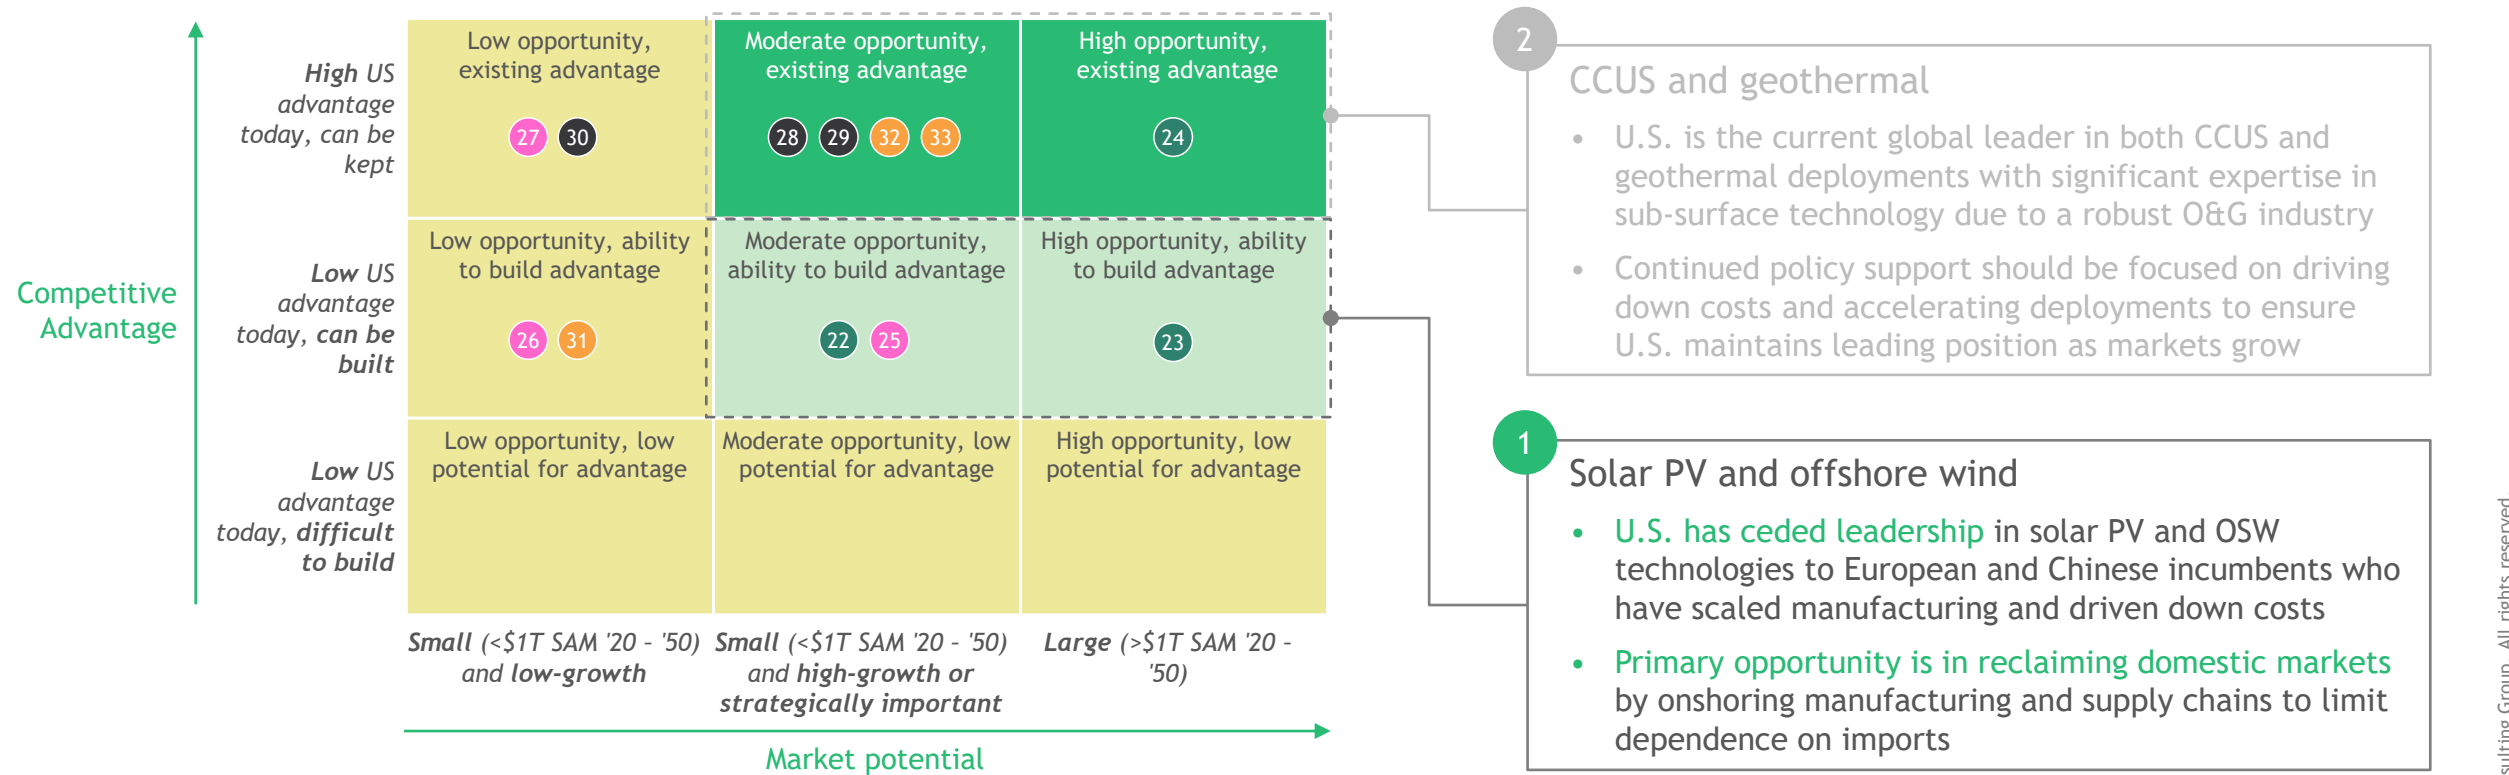 Competitive
Advantage
High US
advantage
today, can be
kept
Low opportunity,
existing advantage
27 30
Moderate opportunity,
existing advantage
28 29 32 33
High opportunity,
existing advantage
24
Low US
advantage
today, can be
built
Low opportunity, ability
to build advantage
26 31
Moderate opportunity,
ability to build advantage
22 25
High opportunity, ability
to build advantage
23
Low US
advantage
today, difficult
to build
Low opportunity, low
potential for advantage
Moderate opportunity, low
potential for advantage
High opportunity, low
potential for advantage
Small (<$1T SAM '20 – '50)
and low-growth
Small (<$1T SAM '20 – '50)
and high-growth or
strategically important
Large (>$1T SAM '20 –
'50)
Market potential
2
CCUS and geothermal
• U.S. is the current global leader in both CCUS and
geothermal deployments with significant expertise in
sub-surface technology due to a robust O&G industry
• Continued policy support should be focused on driving
down costs and accelerating deployments to ensure
U.S. maintains leading position as markets grow
1
Solar PV and offshore wind
• U.S. has ceded leadership in solar PV and OSW
technologies to European and Chinese incumbents who
have scaled manufacturing and driven down costs
• Primary opportunity is in reclaiming domestic markets
by onshoring manufacturing and supply chains to limit
dependence on imports
Group. All rights reserved